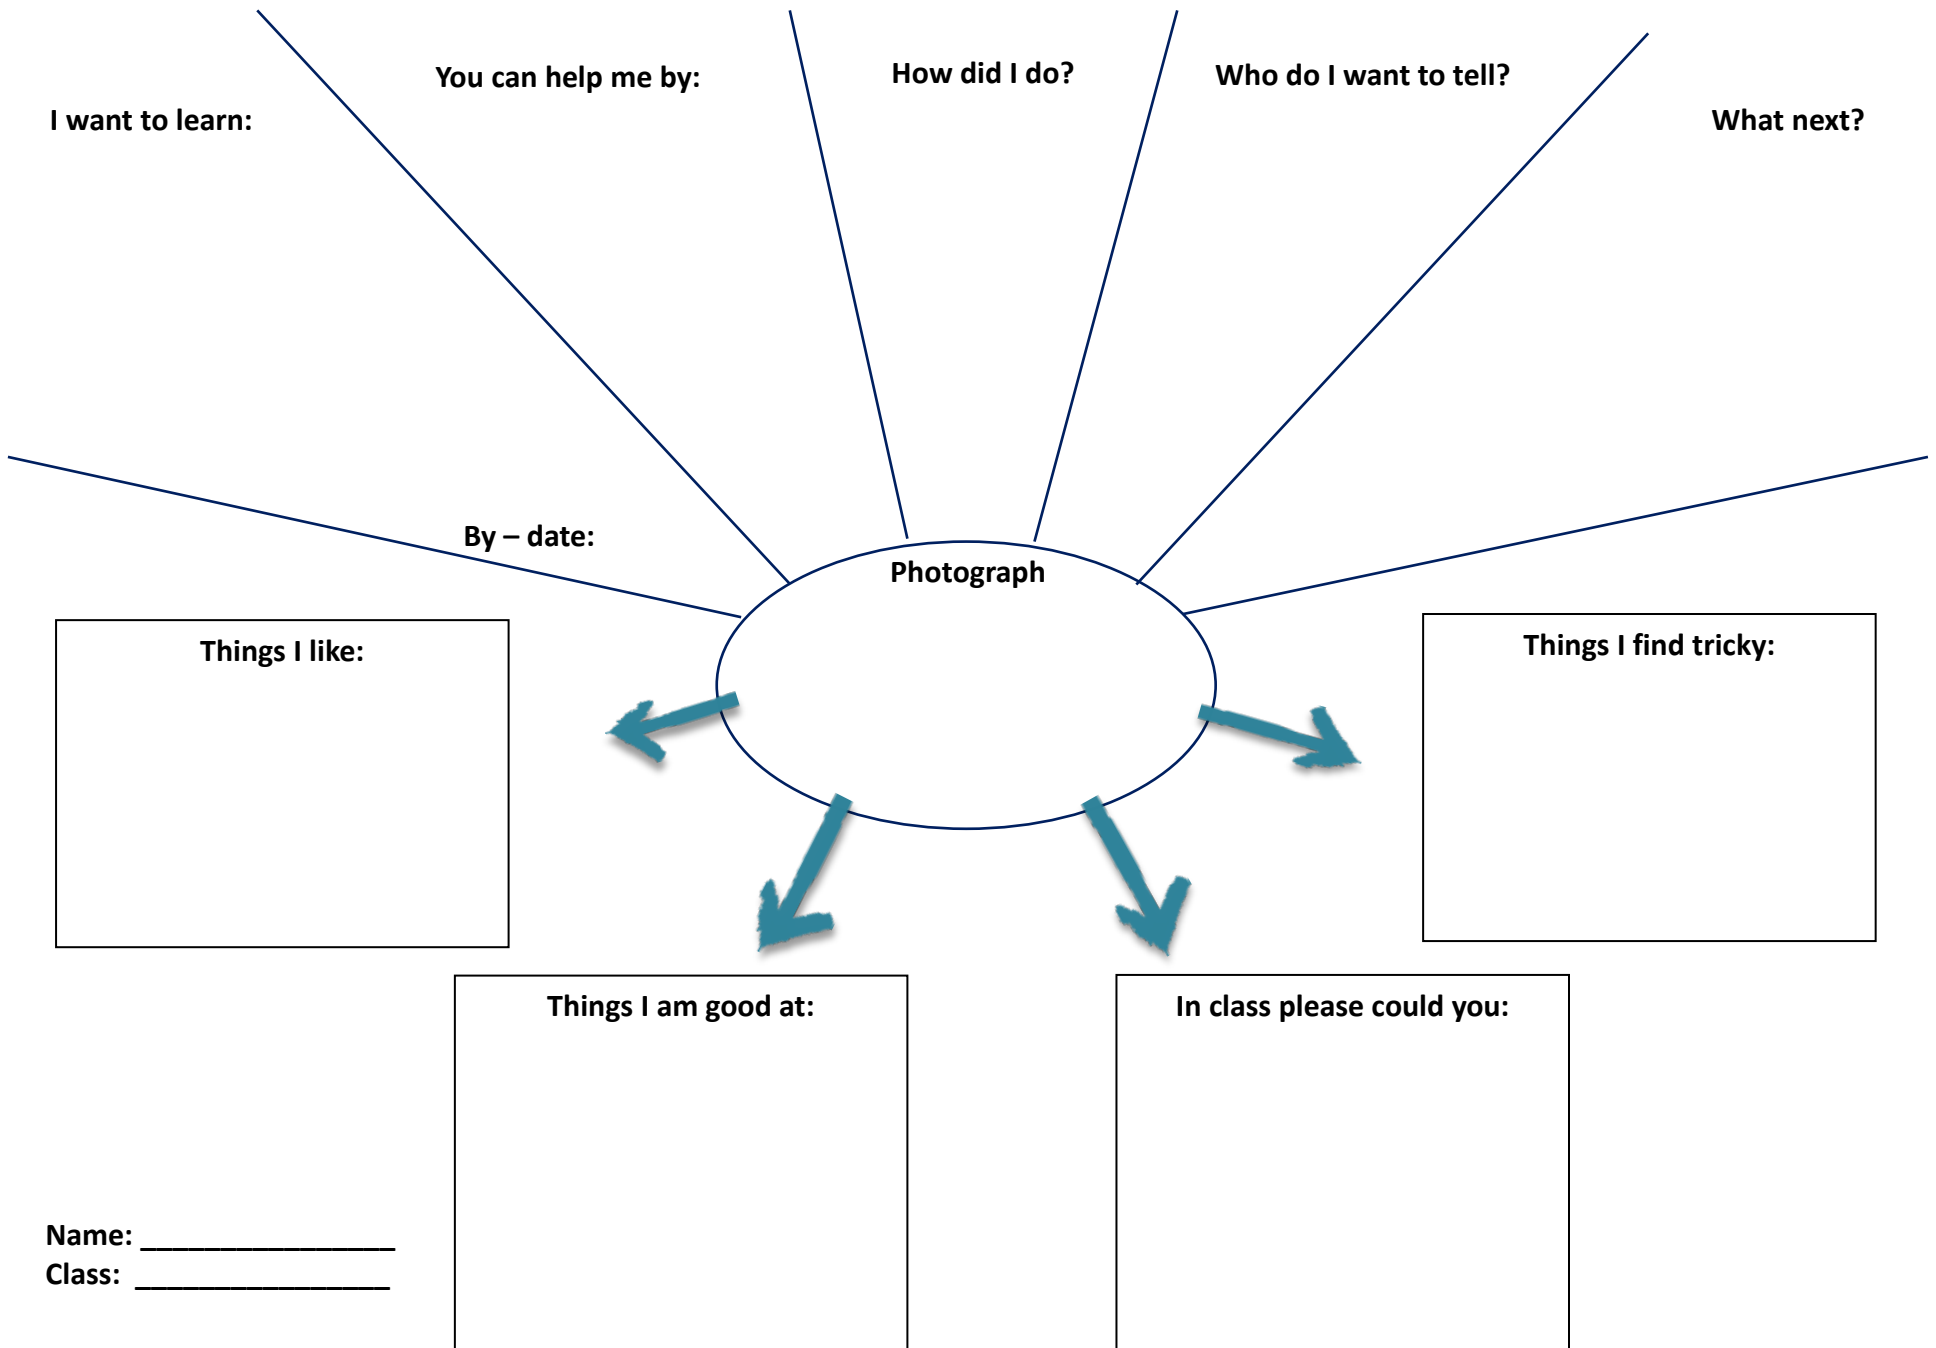 I want to learn:
You can help me by:
How did I do?
Who do I want to tell?
What next?
By – date:
Photograph
Things I like:
Things I find tricky:
Things I am good at:
In class please could you:
Name: ________________
Class: ________________